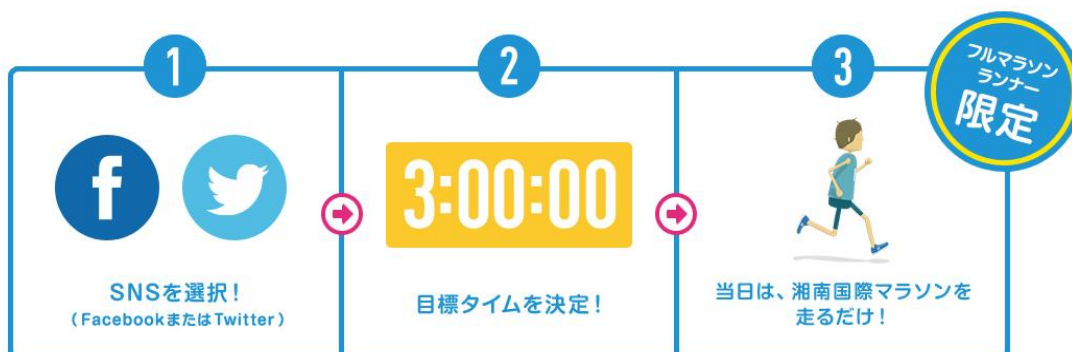 1
2
3
フルマラソン
ランナー
限定
f
3:00:00
SNSを選択！
（FacebookまたはTwitter）
目標タイムを決定！
当日は、湘南国際マラソンを
走るだけ！